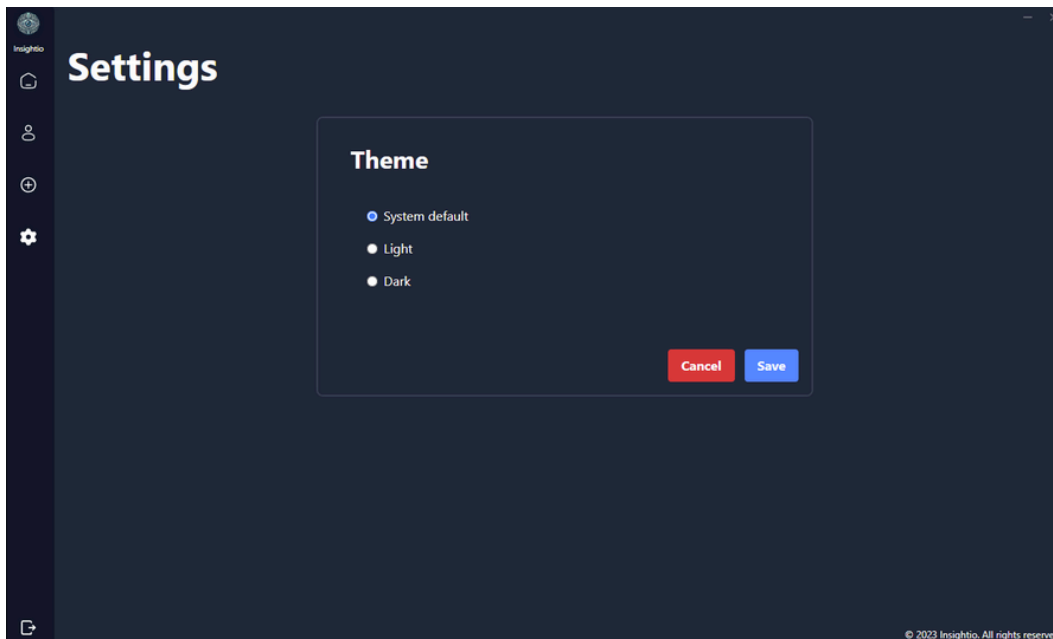 Insightio
Settings
Theme
System default
Light
Dark
Cancel
Save
© 2023 Insightio. All rights reserve